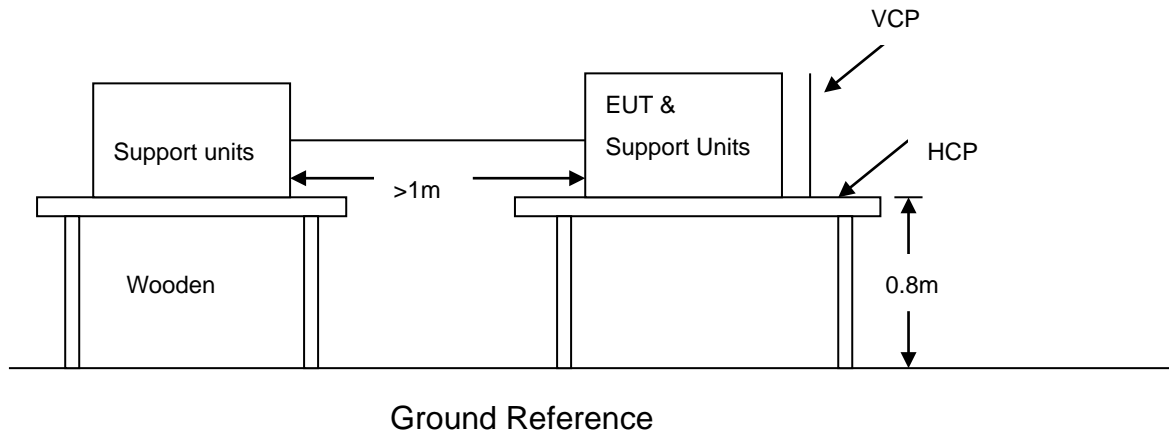 VCP
EUT &
Support Units
Support units
HCP
>1m
Wooden
0.8m
Ground Reference